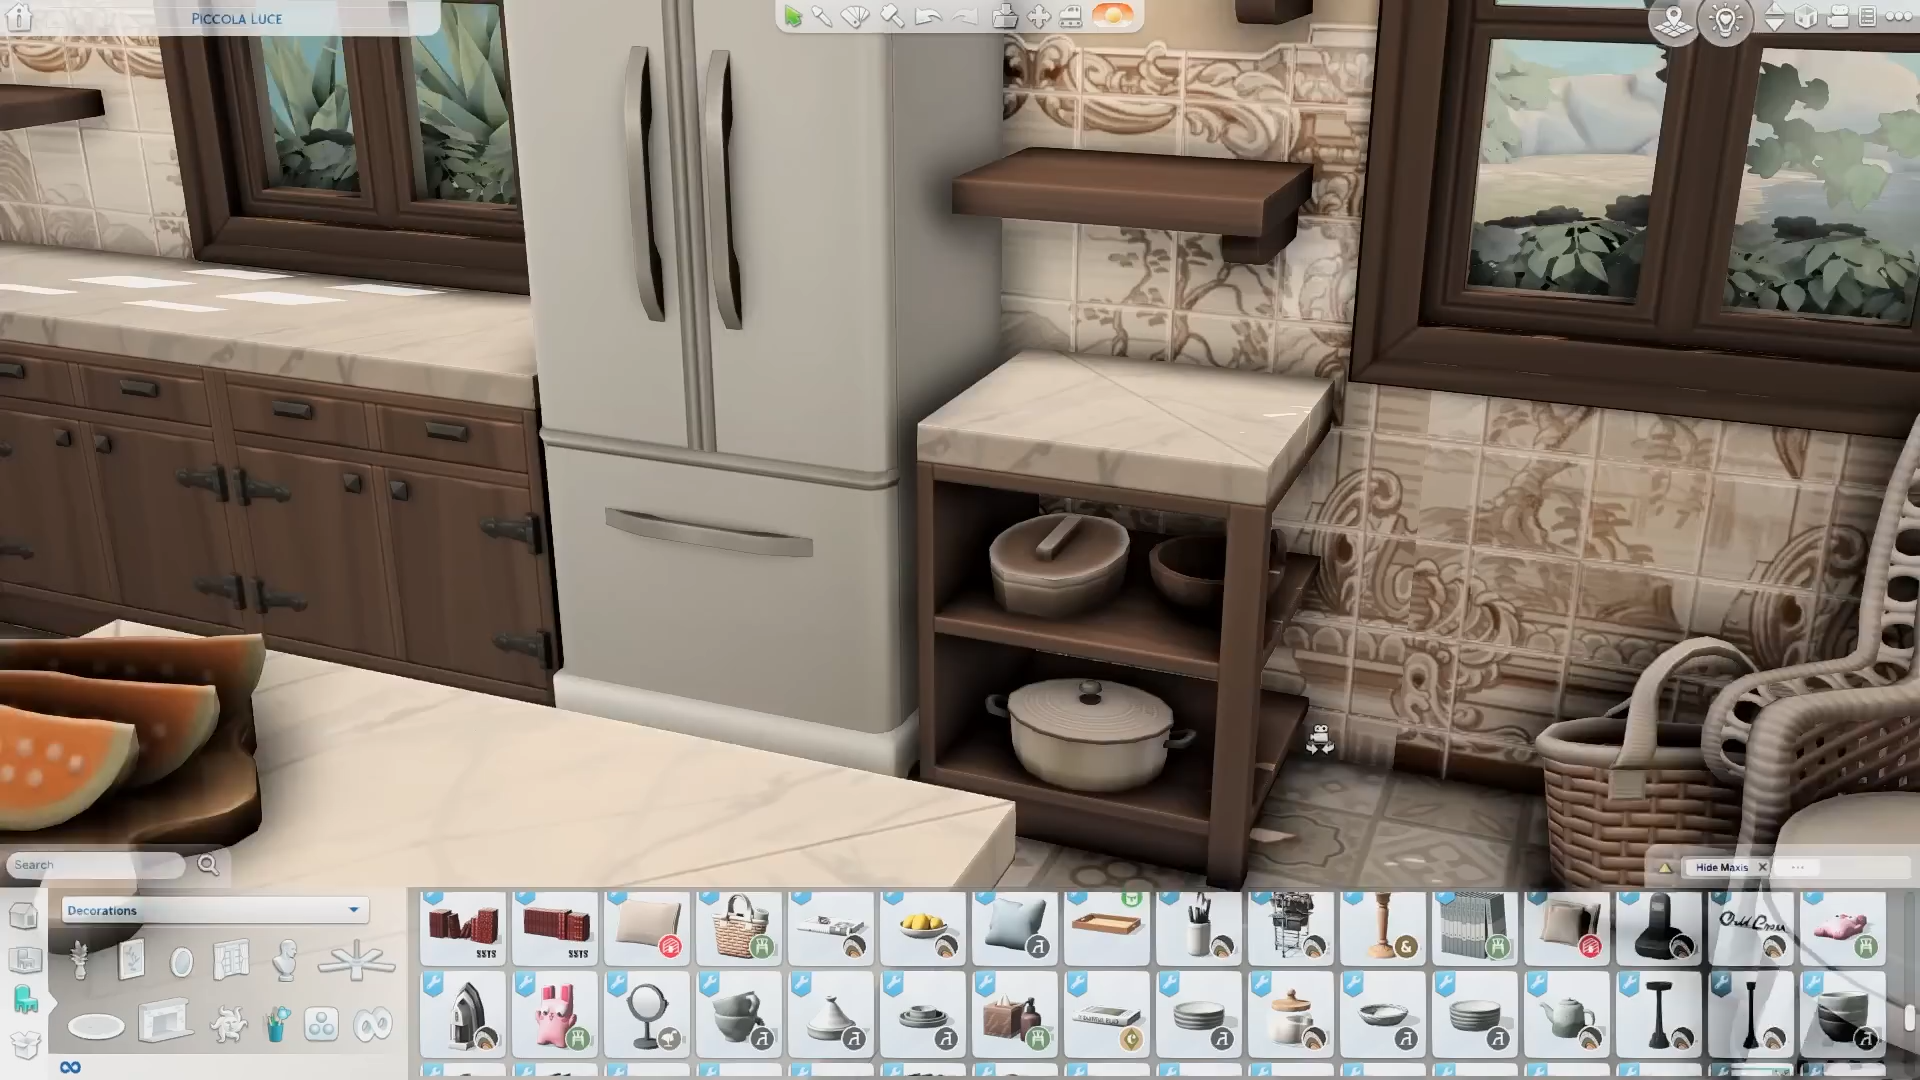 PICCOLA LUCE
Search
Hide Maxis
Decorations
SSTS
SSTS